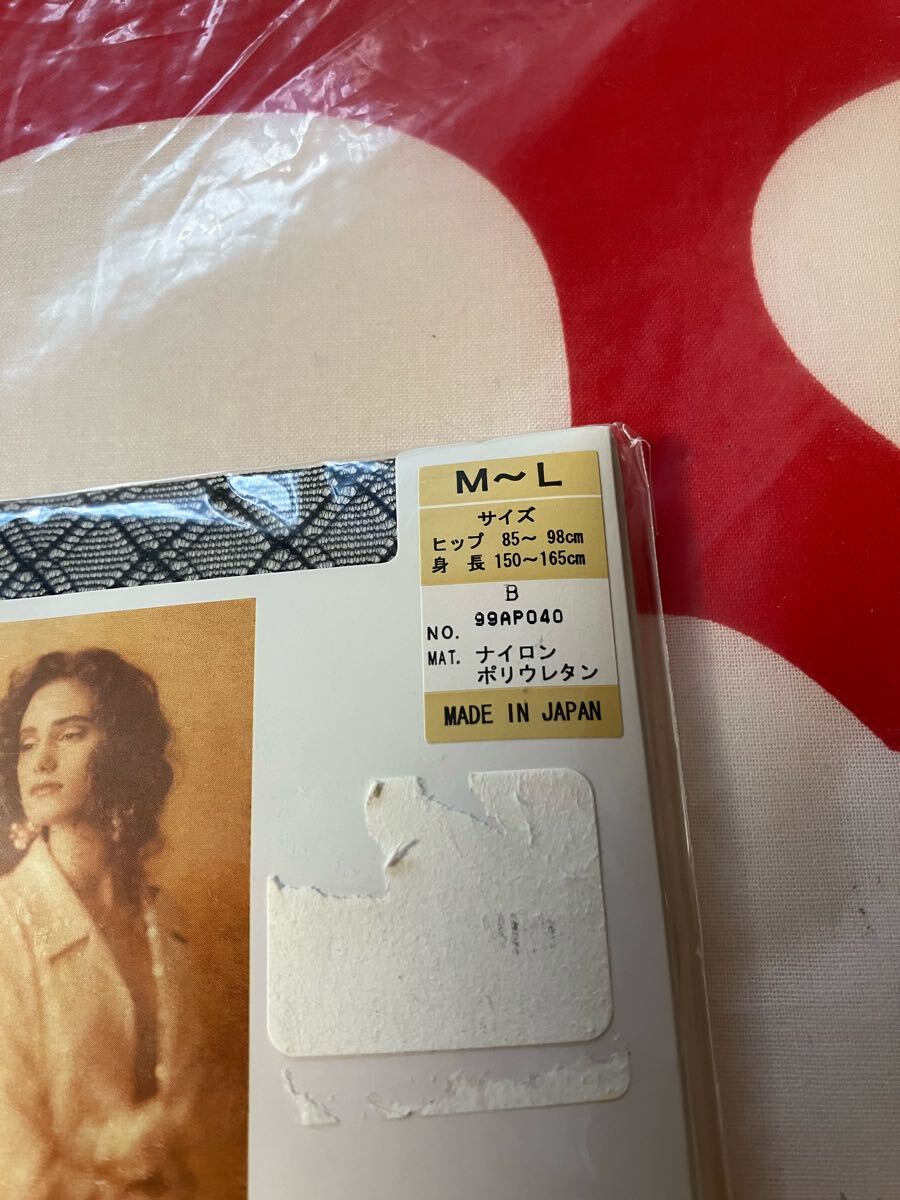 M～L
サイズ
ヒップ 85～ 98cm
身 長 150～165cm
B
NO. 99AP040
MAT. ナイロン
ポリウレタン
MADE IN JAPAN